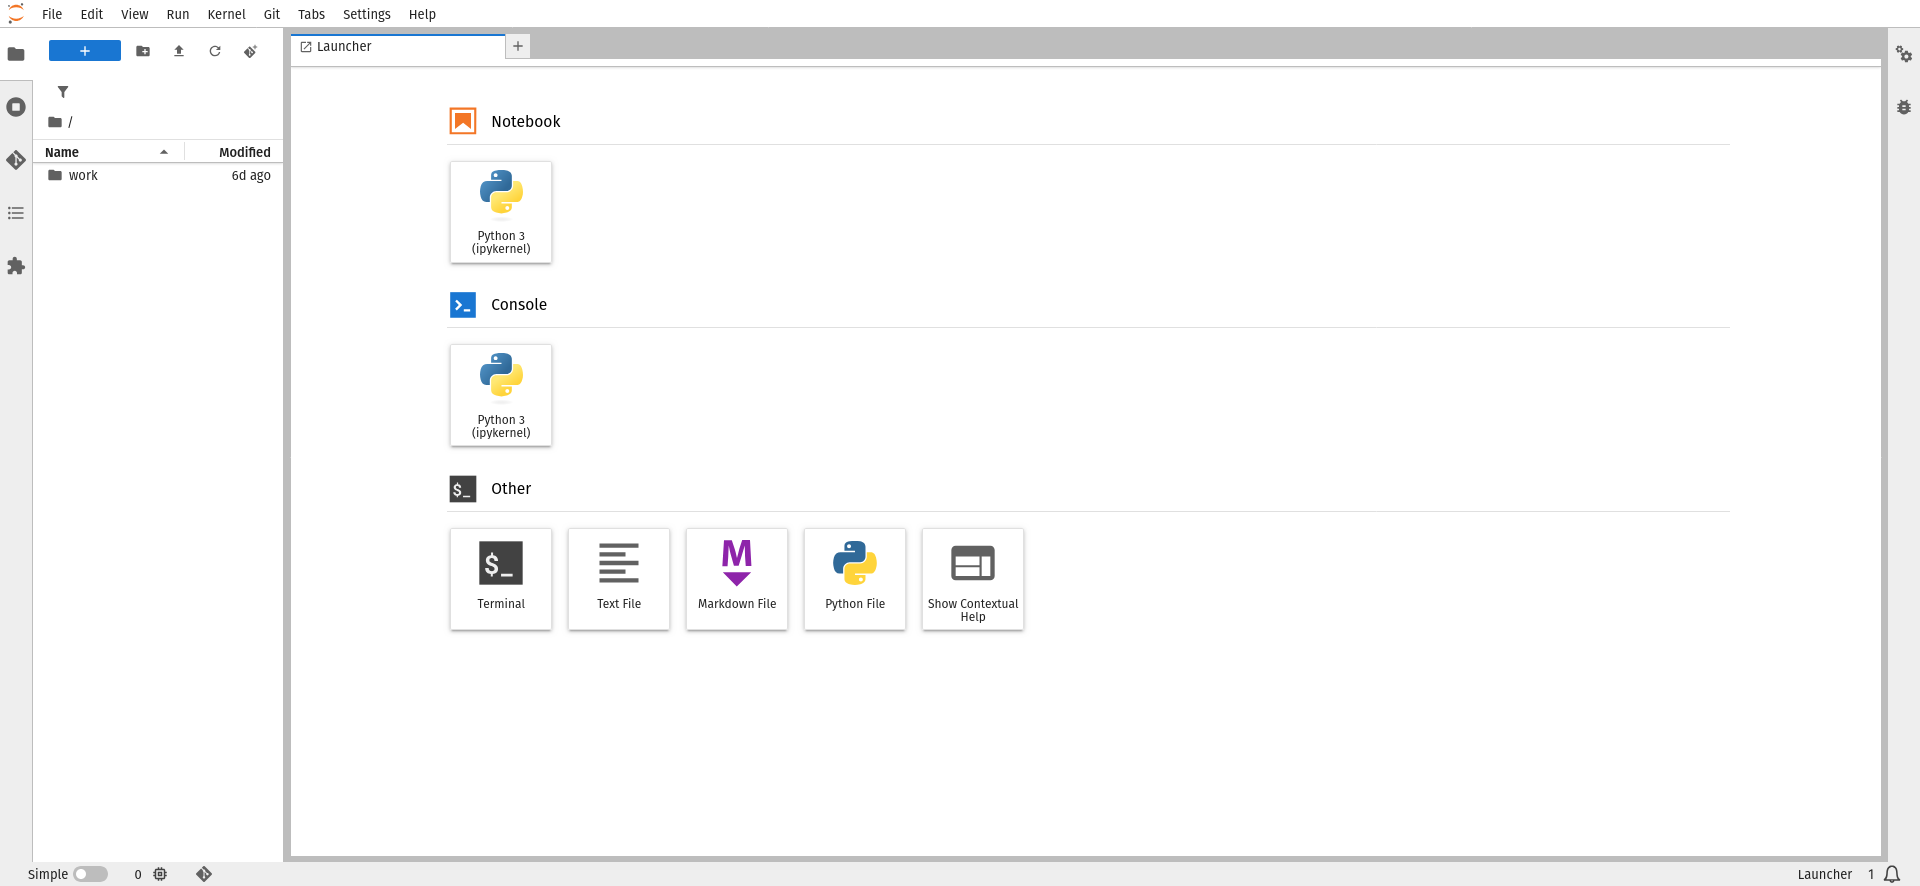 File Edit View Run Kernel Git Tabs Settings Help
Launcher
/
Name Modified
work 6d ago
Notebook
Python 3
(ipykernel)
Console
Python 3
(ipykernel)
$_ Other
$_
Terminal
Text File
M
Markdown File
Python File
Show Contextual
Help
Simple 0 Launcher 1